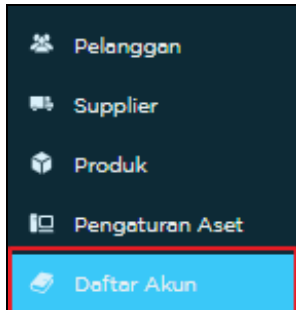 Pelanggan
Supplier
Produk
Pengaturan Aset
Daftar Akun